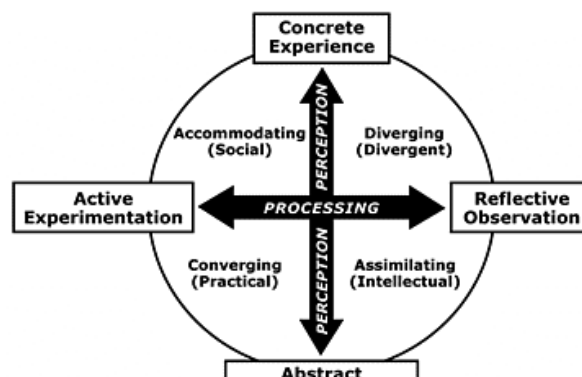 Concrete
Experience
Accommodating
(Social)
PERCEPTION
Diverging
(Divergent)
Active
Experimentation
PROCESSING
Reflective
Observation
Converging
(Practical)
PERCEPTION
Assimilating
(Intellectual)
Abstract